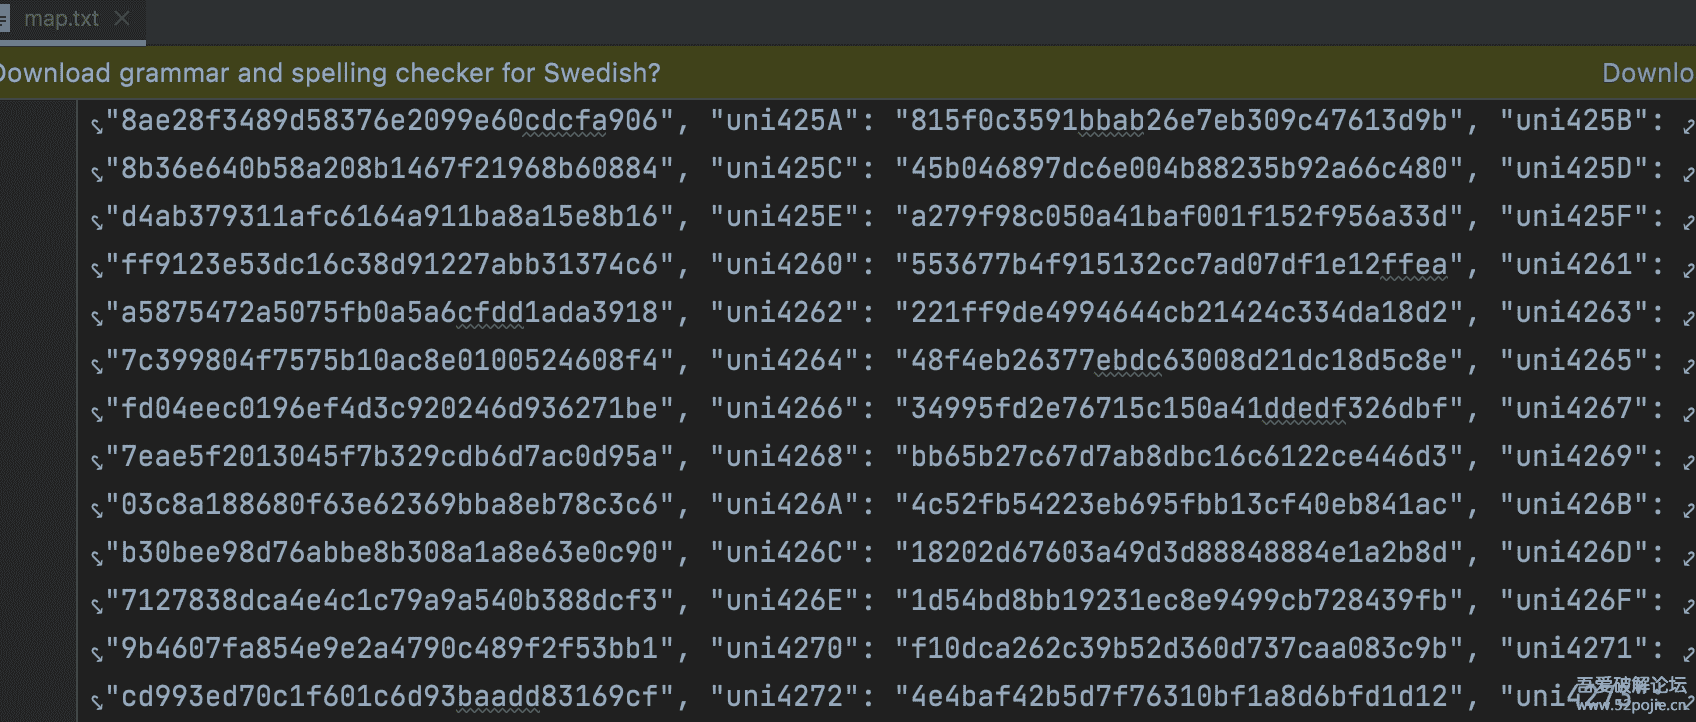 map.txt
Download grammar and spelling checker for Swedish? Downlo
"8ae28f3489d58376e2099e60cdcfa906", "uni425A": "815f0c3591bbab26e7eb309c47613d9b", "uni425B":
"8b36e640b58a208b1467f21968b60884", "uni425C": "45b046897dc6e004b88235b92a66c480", "uni425D":
"d4ab379311afc6164a911ba8a15e8b16", "uni425E": "a279f98c050a41baf001f152f956a33d", "uni425F":
"ff9123e53dc16c38d91227abb31374c6", "uni4260": "553677b4f915132cc7ad07df1e12ffea", "uni4261":
"a5875472a5075fb0a5a6cfdd1ada3918", "uni4262": "221ff9de4994644cb21424c334da18d2", "uni4263":
"7c399804f7575b10ac8e0100524608f4", "uni4264": "48f4eb26377ebdc63008d21dc18d5c8e", "uni4265":
"fd04eec0196ef4d3c920246d936271be", "uni4266": "34995fd2e76715c150a41ddedf326dbf", "uni4267":
"7eae5f2013045f7b329cdb6d7ac0d95a", "uni4268": "bb65b27c67d7ab8dbc16c6122ce446d3", "uni4269":
"03c8a188680f63e62369bba8eb78c3c6", "uni426A": "4c52fb54223eb695fbb13cf40eb841ac", "uni426B":
"b30bee98d76abbe8b308a1a8e63e0c90", "uni426C": "18202d67603a49d3d88848884e1a2b8d", "uni426D":
"7127838dca4e4c1c79a9a540b388dcf3", "uni426E": "1d54bd8bb19231ec8e9499cb728439fb", "uni426F":
"9b4607fa854e9e2a4790c489f2f53bb1", "uni4270": "f10dca262c39b52d360d737caa083c9b", "uni4271":
"cd993ed70c1f601c6d93baadd83169cf", "uni4272": "4e4baf42b5d7f76310bf1a8d6bfd1d12", "uni4273":
吾爱破解论坛
www.52pojie.cn